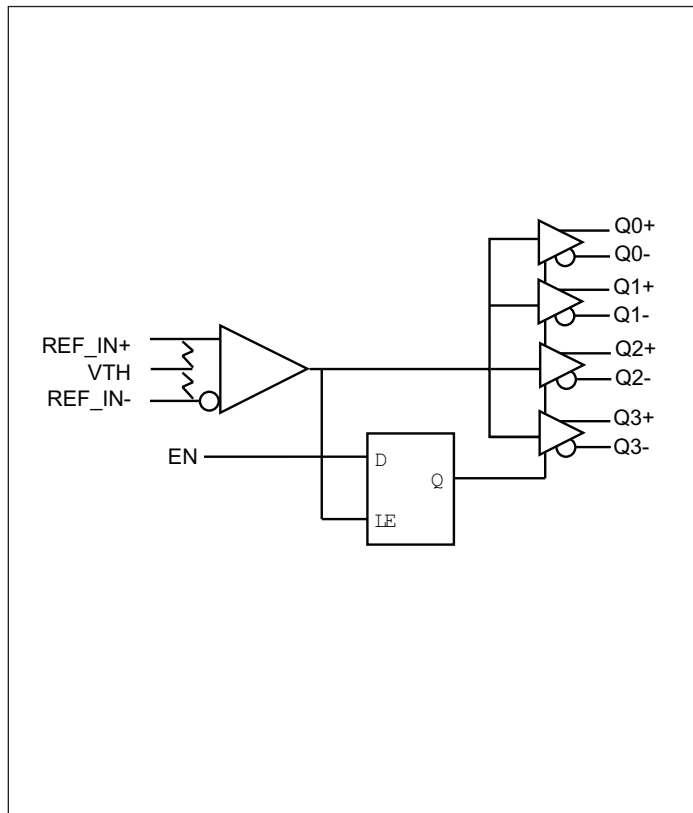 Q0+
Q0-
Q1+
Q1-
REF_IN+
VTH
REF_IN-
Q2+
Q2-
Q3+
Q3-
EN
D
Q
LE